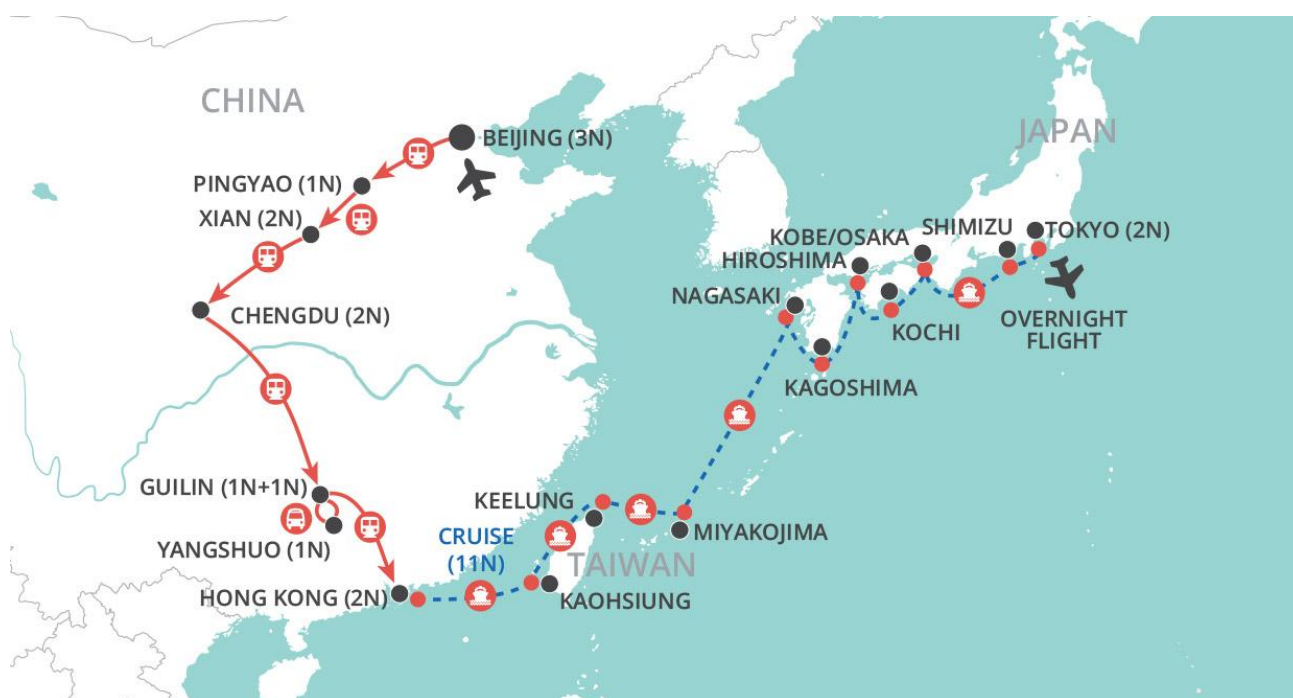 CHINA
JAPAN
BEIJING (3N)
PINGYAO (1N)
XIAN (2N)
CHENGDU (2N)
GUILIN (1N+1N)
YANGSHUO (1N)
HONG KONG (2N)
CRUISE
(11N)
KEELUNG
TAIWAN
KAOHSIUNG
MIYAKOJIMA
NAGASAKI
KAGOSHIMA
HIROSHIMA
KOBE/OSAKA
KOCHI
SHIMIZU
TOKYO (2N)
OVERNIGHT
FLIGHT